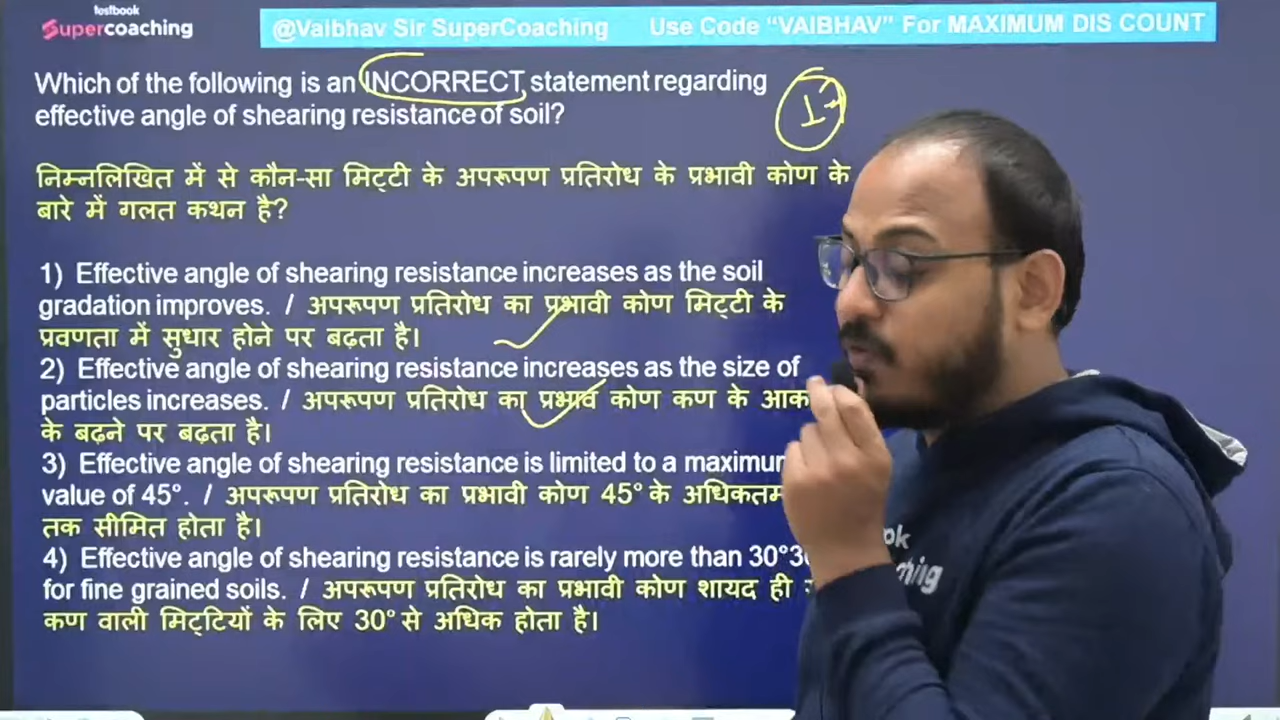 testbook
Supercoaching
@Vaibhav Sir SuperCoaching Use Code “VAIBHAV” For MAXIMUM DIS COUNT
Which of the following is an INCORRECT statement regarding
effective angle of shearing resistance of soil?
निम्नलिखित में से कौन-सा मिट्टी के अपरूपण प्रतिरोध के प्रभावी कोण के
बारे में गलत कथन है?
1) Effective angle of shearing resistance increases as the soil
gradation improves. / अपरूपण प्रतिरोध का प्रभावी कोण मिट्टी के
प्रवणता में सुधार होने पर बढ़ता है।
2) Effective angle of shearing resistance increases as the size of
particles increases. / अपरूपण प्रतिरोध का प्रभाव कोण कण के
के बढ़ने पर बढ़ता है।
3) Effective angle of shearing resistance is limited to a
value of 45°. / अपरूपण प्रतिरोध का प्रभावी कोण 45° के अधिकतम
तक सीमित होता है।
4) Effective angle of shearing resistance is rarely more than
for fine grained soils. / अपरूपण प्रतिरोध का प्रभावी कोण शायद ही
कण वाली मिट्टियों के लिए 30° से अधिक होता है।